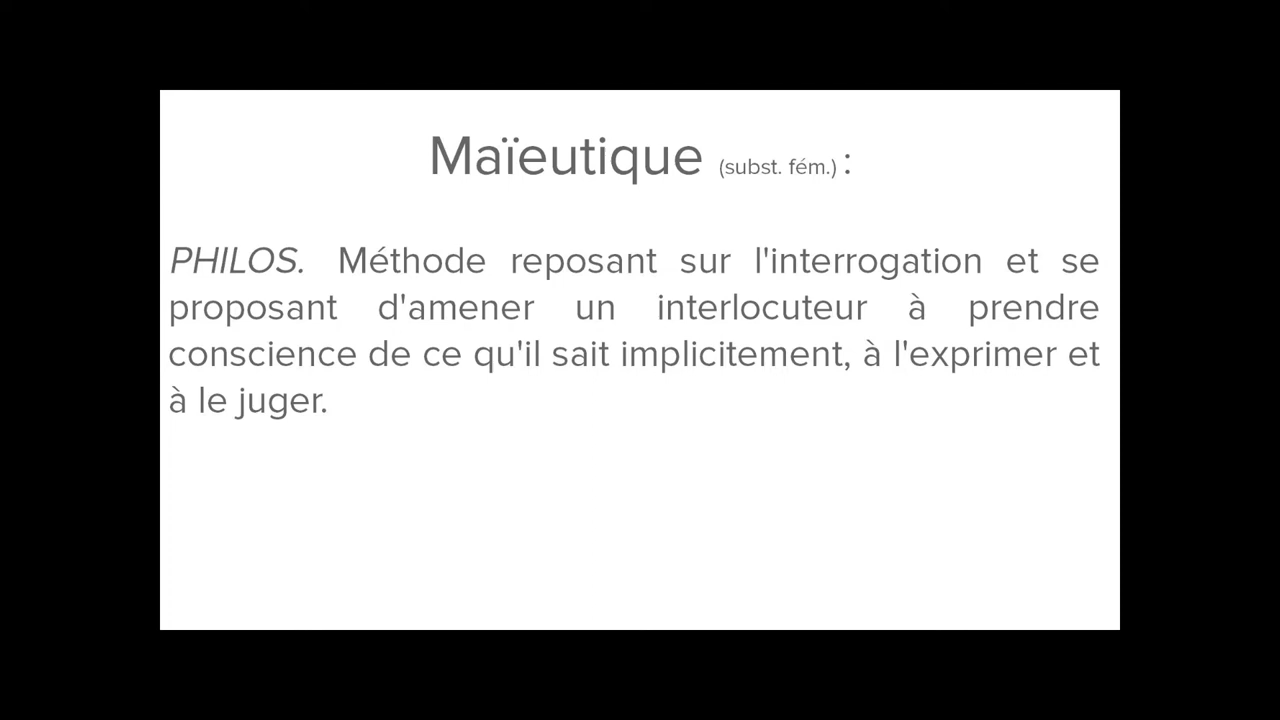 Maïeutique (subst. fém.) :
PHILOS. Méthode reposant sur l'interrogation et se
proposant d'amener un interlocuteur à prendre
conscience de ce qu'il sait implicitement, à l'exprimer et
à le juger.